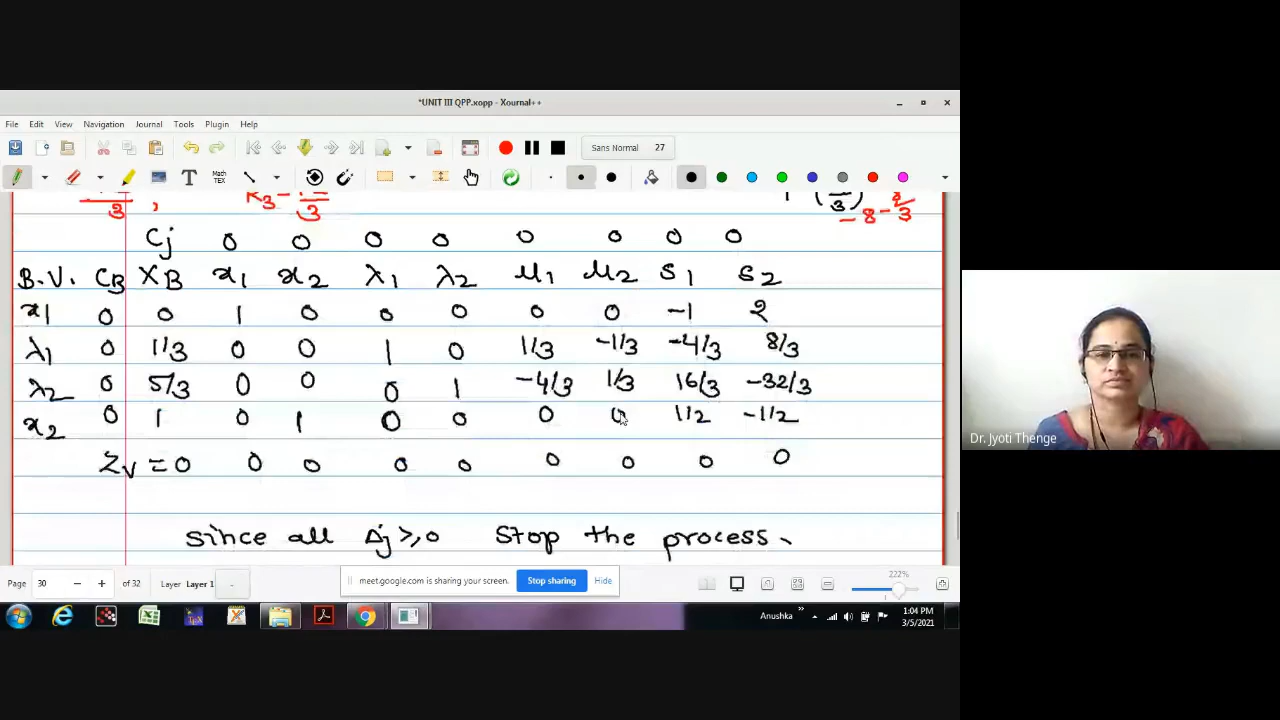 *UNIT III QPP.xopp - Xournal++
File Edit View Navigation Journal Tools Plugin Help
Sans Normal 27
Cj 0 0 0 0 0 0 0 0
B.V. CB XB x1 x2 λ1 λ2 μ1 μ2 S1 S2
x1 0 0 1 0 0 0 0 0 -1 2
λ1 0 1/3 0 0 1 0 1/3 -1/3 -4/3 8/3
λ2 0 5/3 0 0 0 1 -4/3 1/3 16/3 -32/3
x2 0 1 0 1 0 0 0 0 1/2 -1/2
Zv = 0 0 0 0 0 0 0 0 0
since all Δj ≥ 0 stop the process.
Dr. Jyoti Thenge
Page 30 of 32 Layer Layer 1 222%
meet.google.com is sharing your screen. Stop sharing Hide
Anushka
1:04 PM
3/5/2021